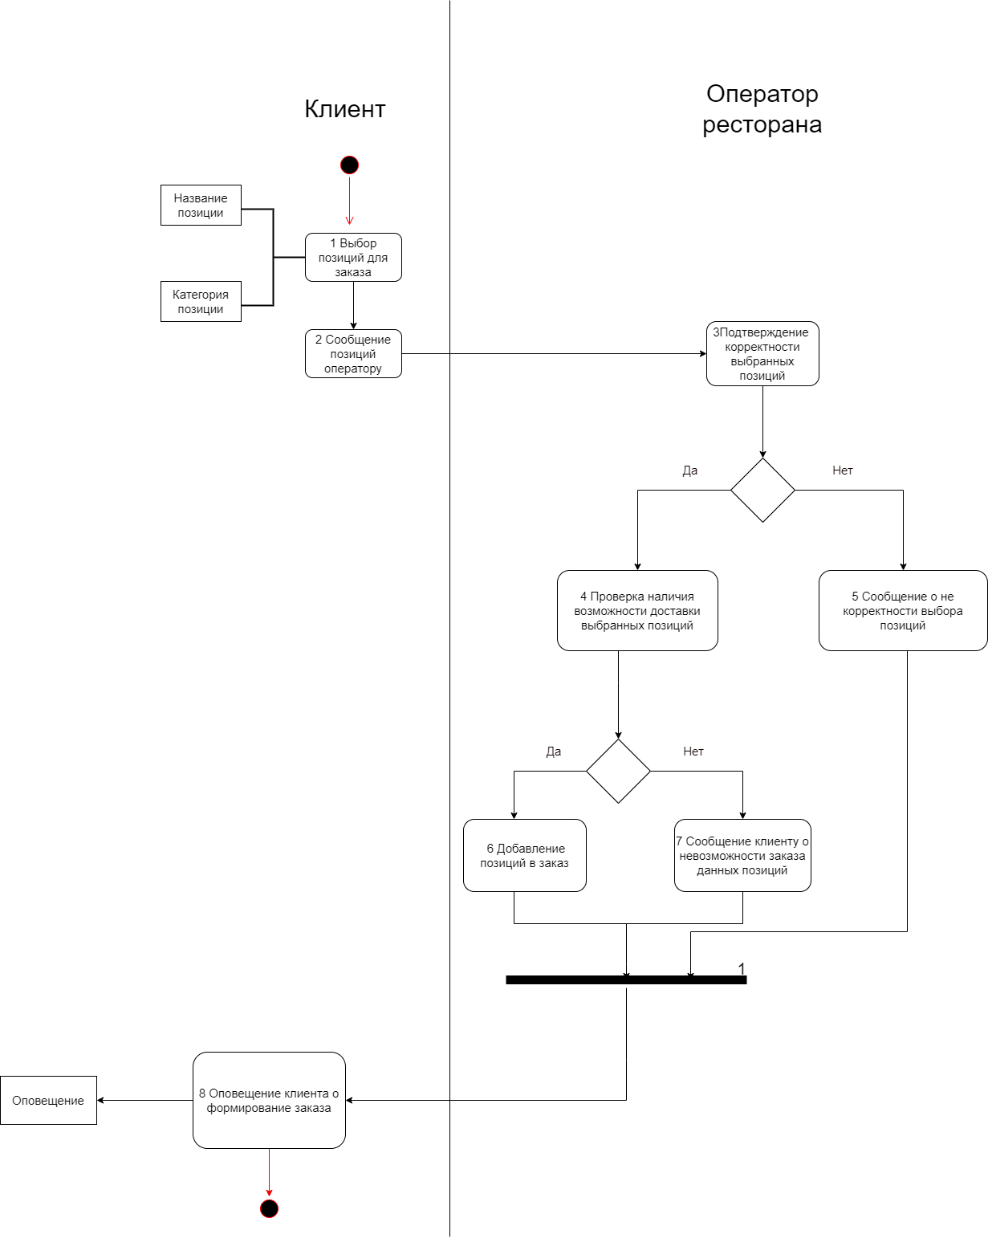 Клиент
Оператор
ресторана
Название
позиции
1 Выбор
позиций для
заказа
Категория
позиции
2 Сообщение
позиций
оператору
3Подтверждение
корректности
выбранных
позиций
Да
Нет
4 Проверка наличия
возможности доставки
выбранных позиций
5 Сообщение о не
корректности выбора
позиций
Да
Нет
6 Добавление
позиций в заказ
7 Сообщение клиенту о
невозможности заказа
данных позиций
1
8 Оповещение клиента о
формирование заказа
Оповещение